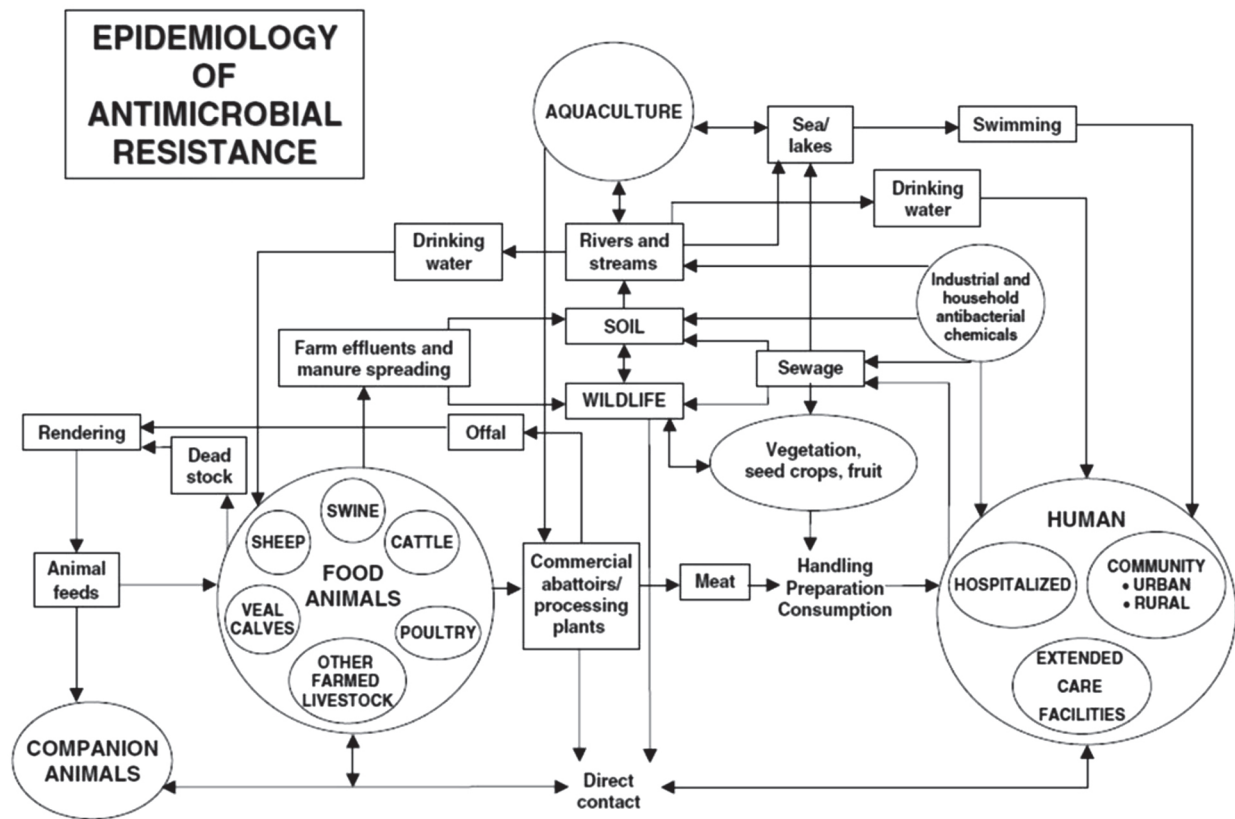 EPIDEMIOLOGY
OF
ANTIMICROBIAL
RESISTANCE
AQUACULTURE
Sea/
lakes
Swimming
Drinking
water
Drinking
water
Rivers and
streams
Industrial and
household
antibacterial
chemicals
SOIL
Farm effluents and
manure spreading
Sewage
WILDLIFE
Rendering
Offal
Dead
stock
Vegetation,
seed crops, fruit
SWINE
SHEEP
CATTLE
FOOD
ANIMALS
VEAL
CALVES
POULTRY
OTHER
FARMED
LIVESTOCK
Animal
feeds
Commercial
abattoirs/
processing
plants
Meat
Handling
Preparation
Consumption
HUMAN
HOSPITALIZED
COMMUNITY
• URBAN
• RURAL
EXTENDED
CARE
FACILITIES
COMPANION
ANIMALS
Direct
contact